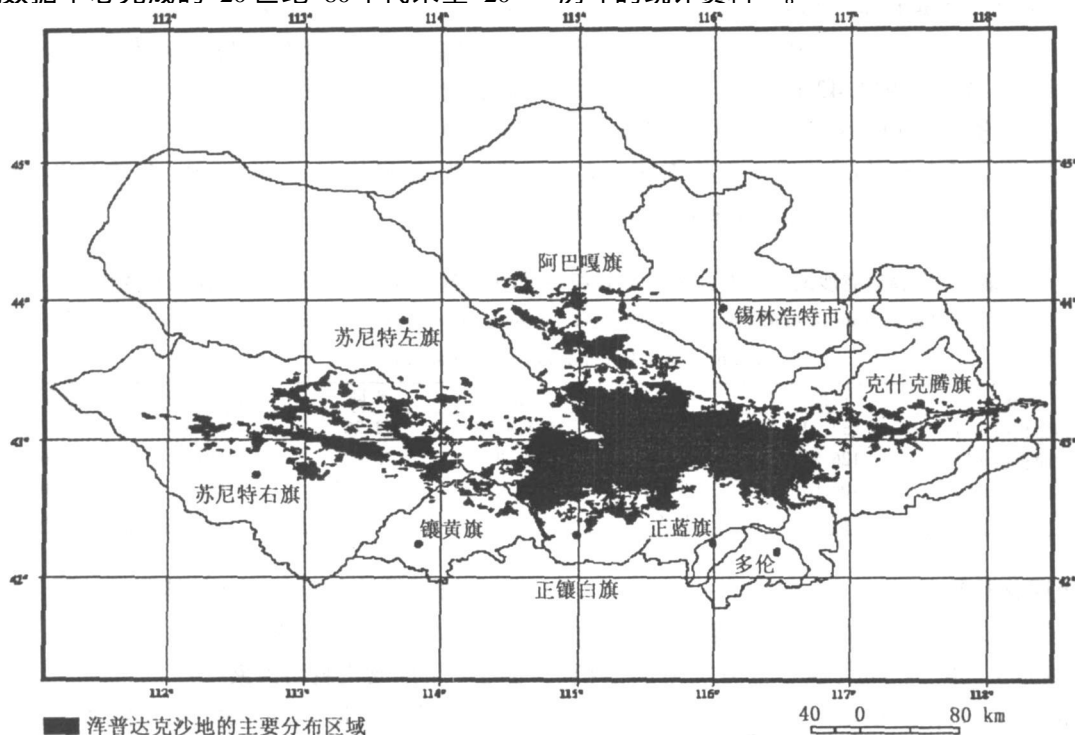 112° 113° 114° 115° 116° 117° 118°
45° 45°
阿巴嘎旗
44° 44°
锡林浩特市
苏尼特左旗
克什克腾旗
43°
苏尼特右旗
镶黄旗 正蓝旗
多伦
42° 42°
正镶白旗
112° 113° 114° 115° 116° 117° 118°
浑普达克沙地的主要分布区域
40 0 80 km